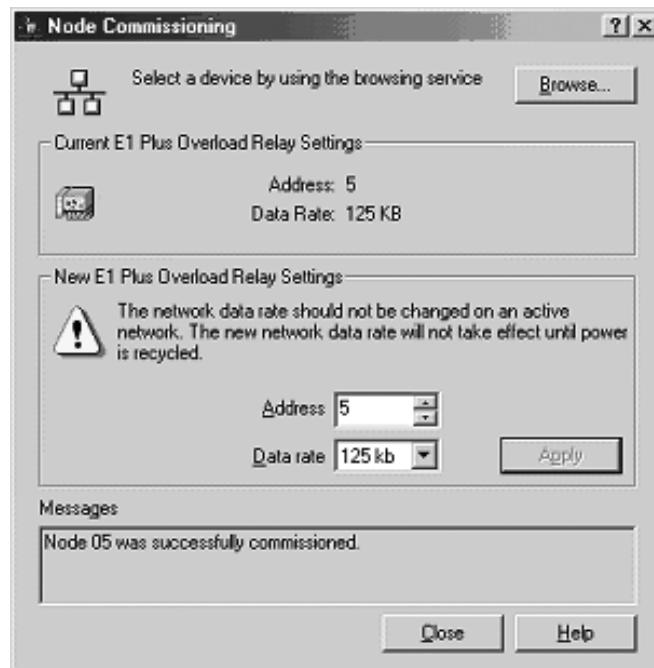 Node Commissioning
Select a device by using the browsing service
Browse...
Current E1 Plus Overload Relay Settings
Address: 5
Data Rate: 125 KB
New E1 Plus Overload Relay Settings
The network data rate should not be changed on an active
network. The new network data rate will not take effect until power
is recycled.
Address 5
Data rate 125 kb
Apply
Messages
Node 05 was successfully commissioned.
Close Help